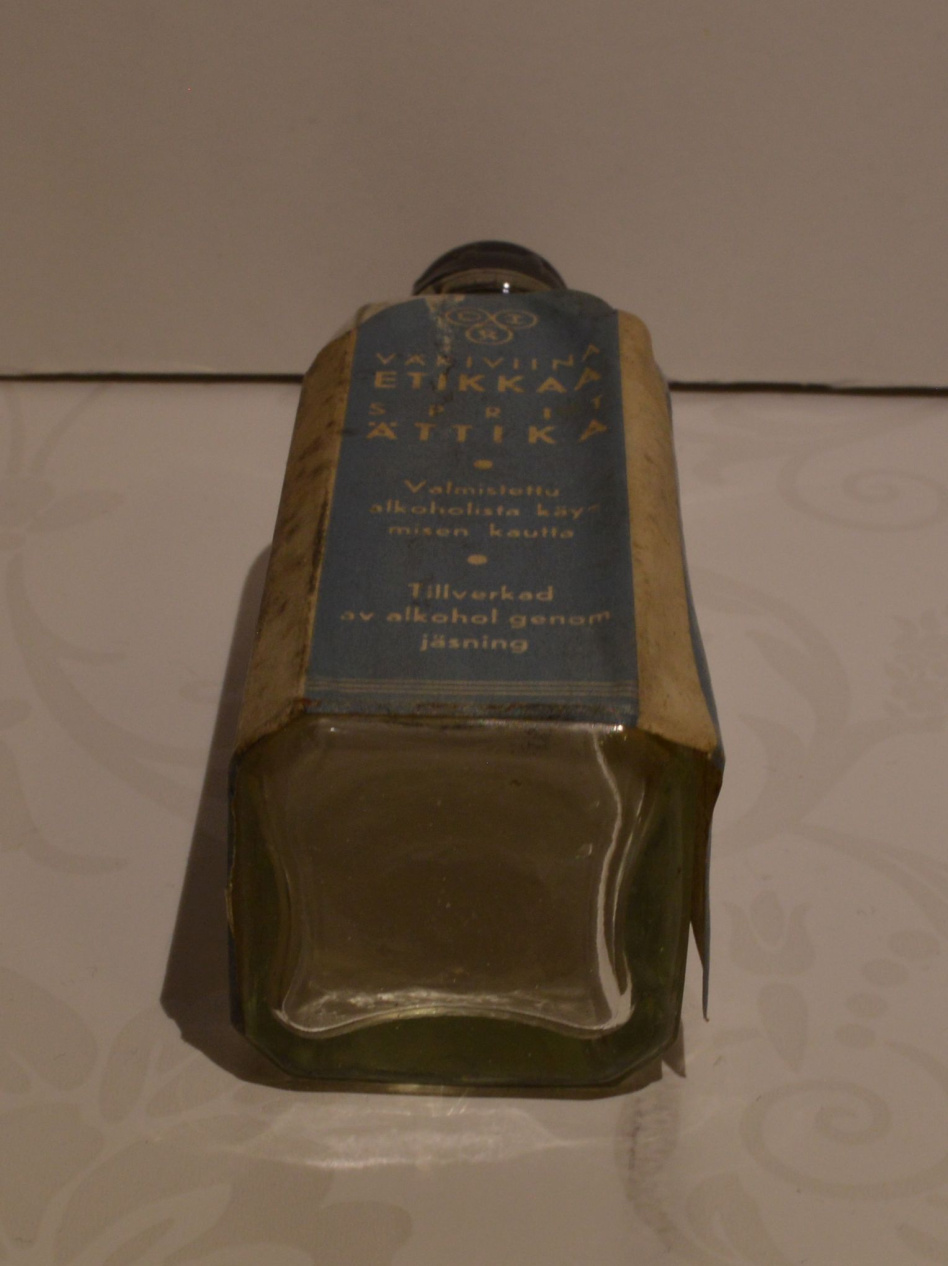 VÄKIVIINA
ETIKKAA
SPRIT
ÄTTIKA
Valmistettu
alkoholista käy-
misen kautta
Tillverkad
av alkohol genom
jäsning